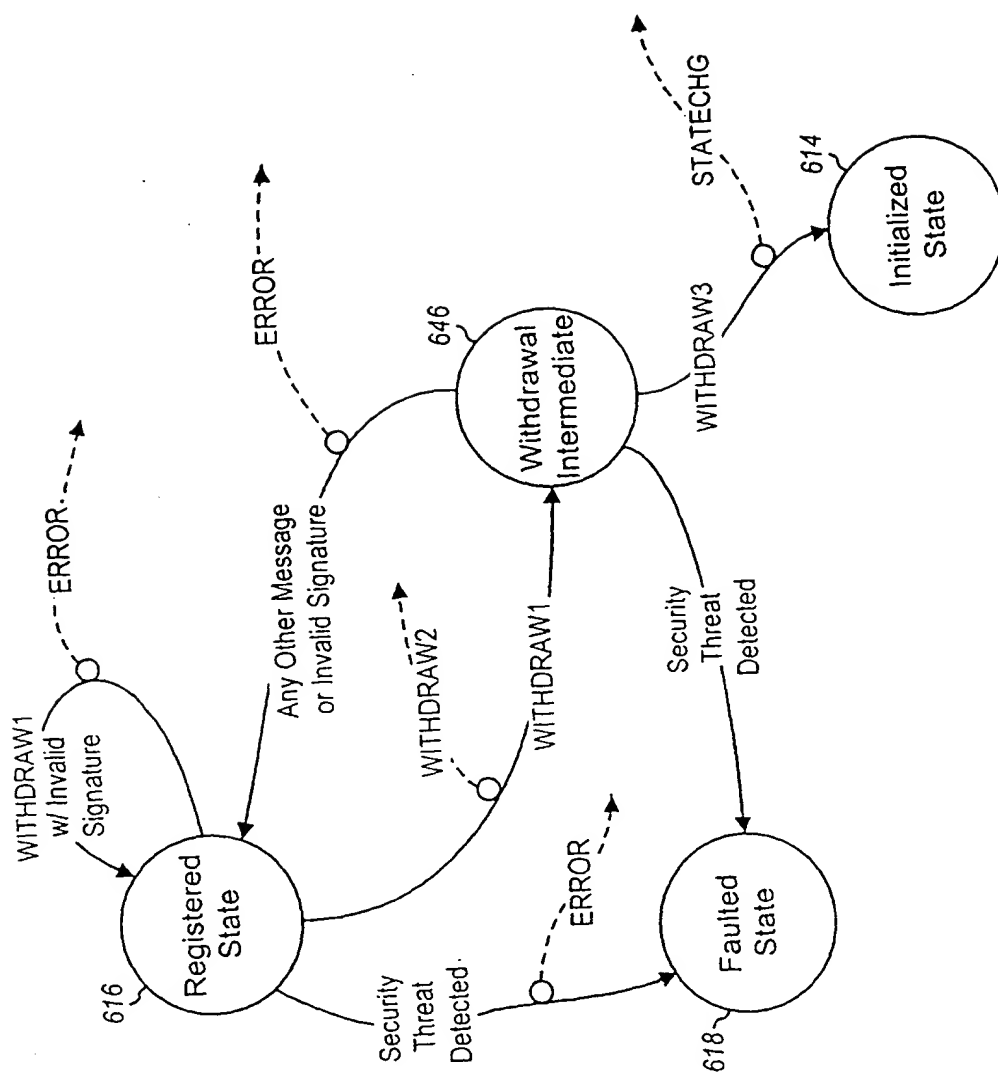 WITHDRAW1
w/ Invalid
Signature
ERROR
616
Registered
State
Any Other Message
or Invalid Signature
ERROR
WITHDRAW2
WITHDRAW1
646
Withdrawal
Intermediate
Security
Threat
Detected.
ERROR
Security
Threat
Detected
WITHDRAW3
STATECHG
618
Faulted
State
614
Initialized
State